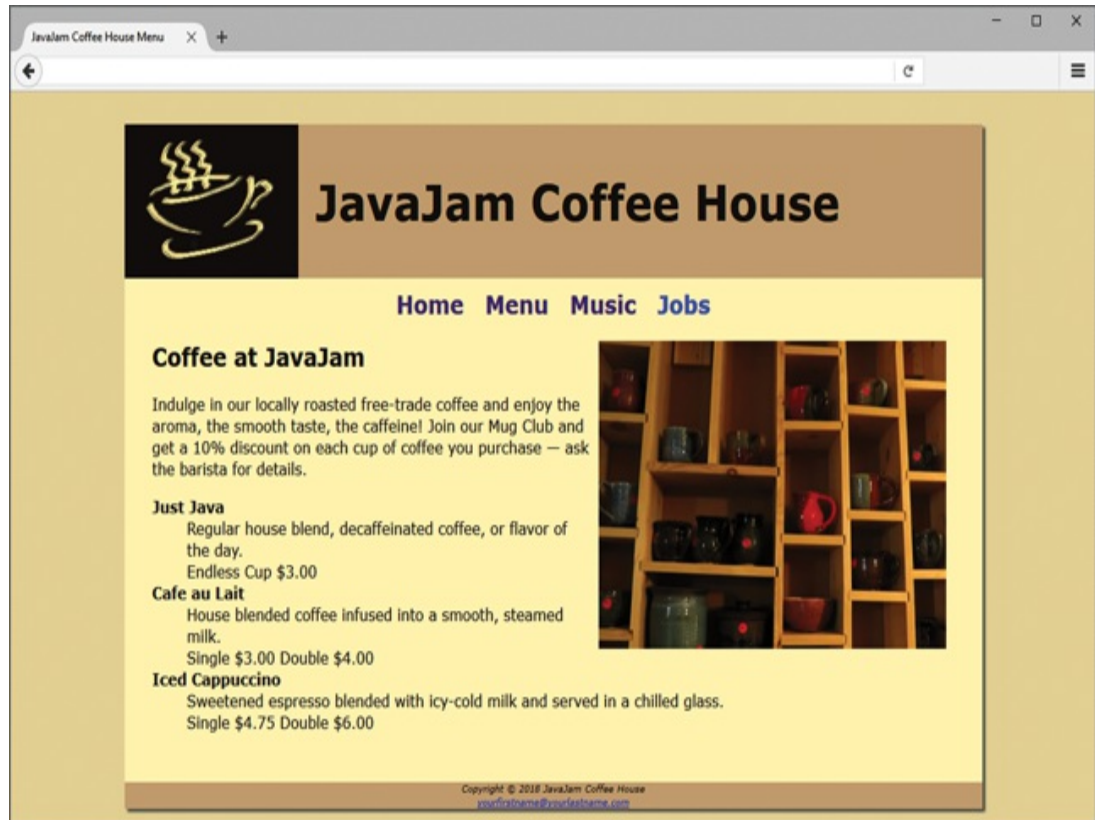 JavaJam Coffee House Menu
JavaJam Coffee House
Home Menu Music Jobs
Coffee at JavaJam
Indulge in our locally roasted free-trade coffee and enjoy the
aroma, the smooth taste, the caffeine! Join our Mug Club and
get a 10% discount on each cup of coffee you purchase — ask
the barista for details.
Just Java
Regular house blend, decaffeinated coffee, or flavor of
the day.
Endless Cup $3.00
Cafe au Lait
House blended coffee infused into a smooth, steamed
milk.
Single $3.00 Double $4.00
Iced Cappuccino
Sweetened espresso blended with icy-cold milk and served in a chilled glass.
Single $4.75 Double $6.00
Copyright © 2018 JavaJam Coffee House
yourfirstname@yourlastname.com